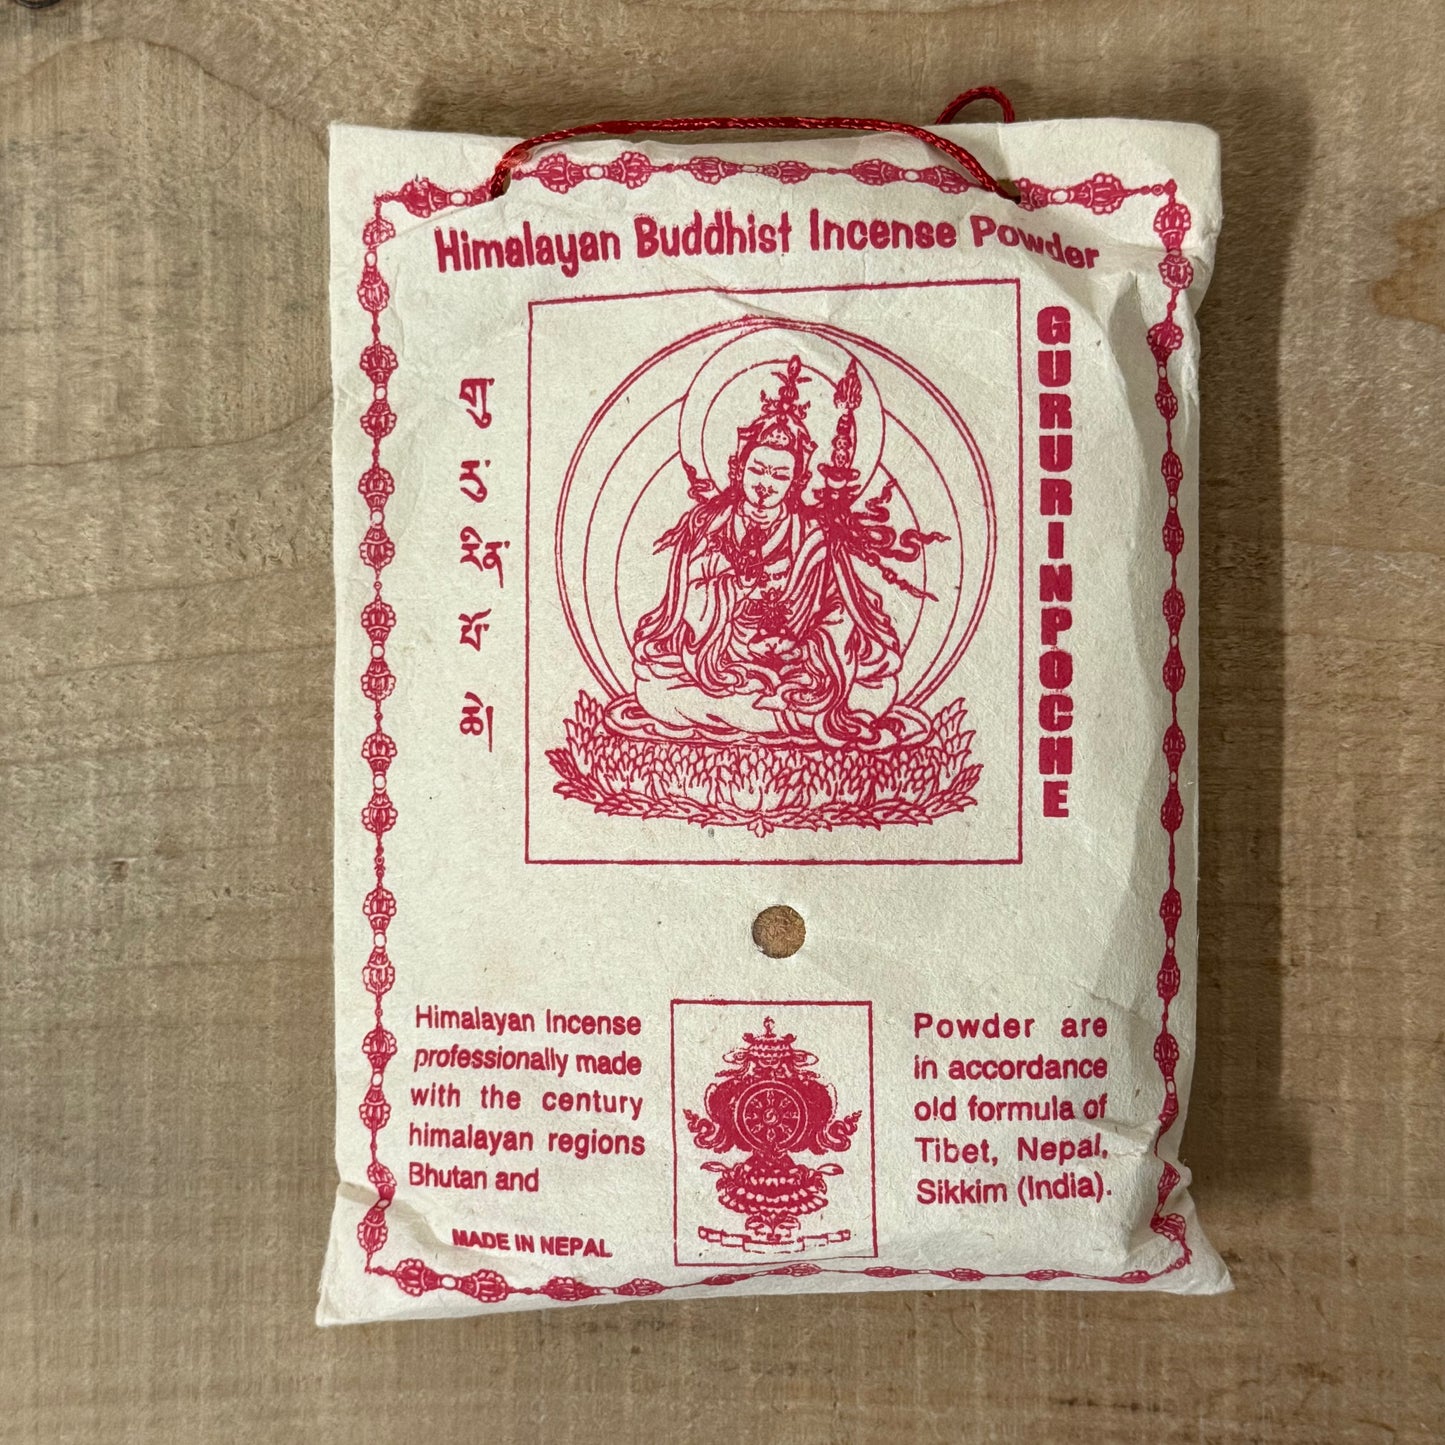 Himalayan Buddhist Incense Powder
གུ་
རུ་
པོ་
GURURINPOCHE
Himalayan Incense
professionally made
with the century
himalayan regions
Bhutan and
MADE IN NEPAL
Powder are
in accordance
old formula of
Tibet, Nepal,
Sikkim (India).